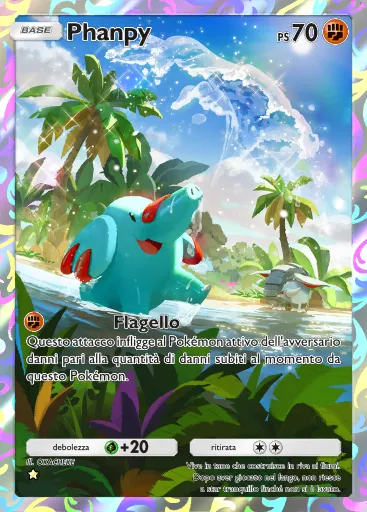 BASE Phanpy PS 70
Flagello
Questo attacco infligge al Pokémon attivo dell'avversario
danni pari alla quantità di danni subiti al momento da
questo Pokémon.
debolezza +20 ritirata
Ill. OKACHEKE
Vive in tane che costruisce in riva ai fiumi.
Dopo aver giocato nel fango, non riesce
a star tranquillo finché non si è lavato.